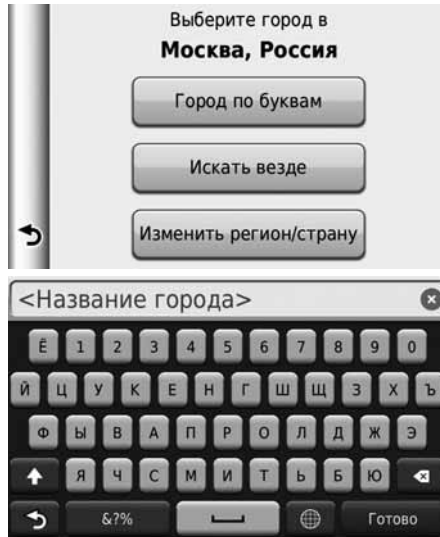 Выберите город в
Москва, Россия
Город по буквам
Искать везде
Изменить регион/страну
<Название города>
Ё 1 2 3 4 5 6 7 8 9 0
Й Ц У К Е Н Г Ш Щ З Х Ъ
Ф Ы В А П Р О Л Д Ж Э
Я Ч С М И Т Ь Б Ю
&?% Готово